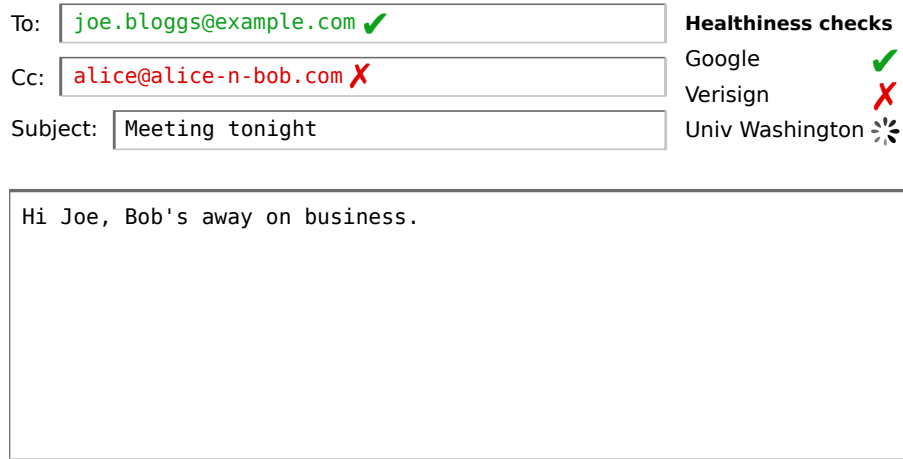 To: joe.bloggs@example.com ✔
Cc: alice@alice-n-bob.com ✗
Subject: Meeting tonight
Healthiness checks
Google ✔
Verisign ✗
Univ Washington
Hi Joe, Bob's away on business.